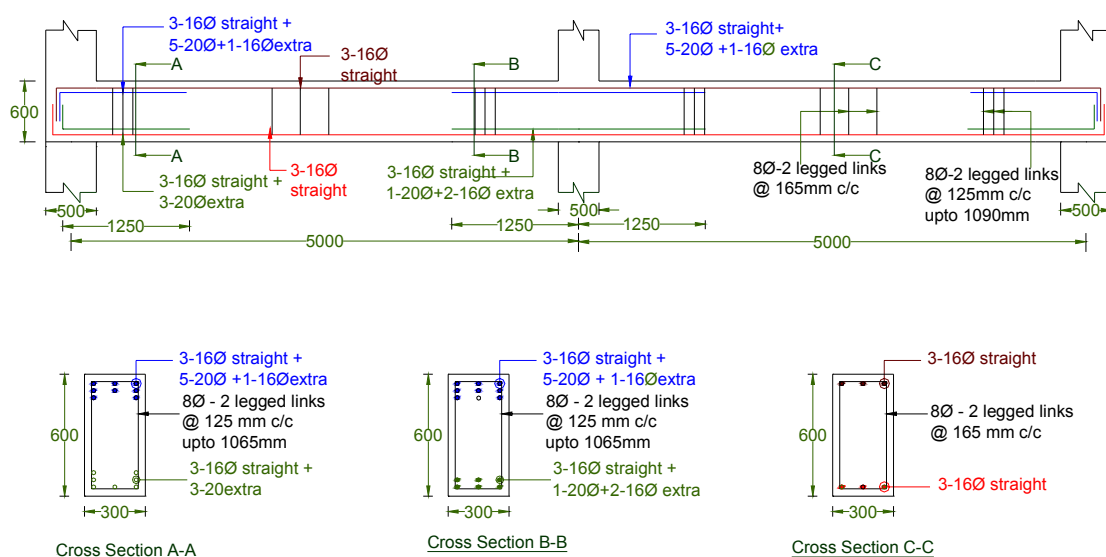 3-16Ø straight +
5-20Ø+1-16Øextra
A
3-16Ø
straight
B
3-16Ø straight+
5-20Ø +1-16Ø extra
C
600
A
3-16Ø straight +
3-20Øextra
3-16Ø
straight
B
3-16Ø straight +
1-20Ø+2-16Ø extra
8Ø-2 legged links
@ 165mm c/c
C
8Ø-2 legged links
@ 125mm c/c
upto 1090mm
500
1250
1250
500
1250
500
5000
5000
3-16Ø straight +
5-20Ø +1-16Øextra
8Ø - 2 legged links
@ 125 mm c/c
upto 1065mm
600
3-16Ø straight +
3-20extra
300
Cross Section A-A
3-16Ø straight +
5-20Ø + 1-16Øextra
8Ø - 2 legged links
@ 125 mm c/c
upto 1065mm
600
3-16Ø straight +
1-20Ø+2-16Ø extra
300
Cross Section B-B
3-16Ø straight
8Ø - 2 legged links
@ 165 mm c/c
600
3-16Ø straight
300
Cross Section C-C